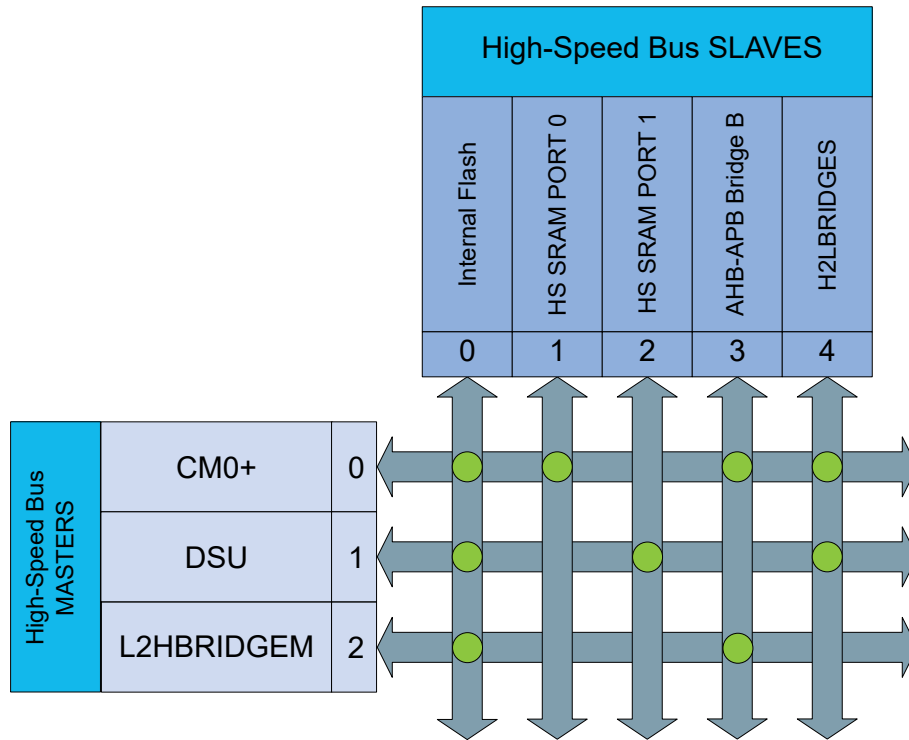 High-Speed Bus SLAVES
Internal Flash
HS SRAM PORT 0
HS SRAM PORT 1
AHB-APB Bridge B
H2LBRIDGES
0 1 2 3 4
High-Speed Bus
MASTERS
CM0+ 0
DSU 1
L2HBRIDGEM 2